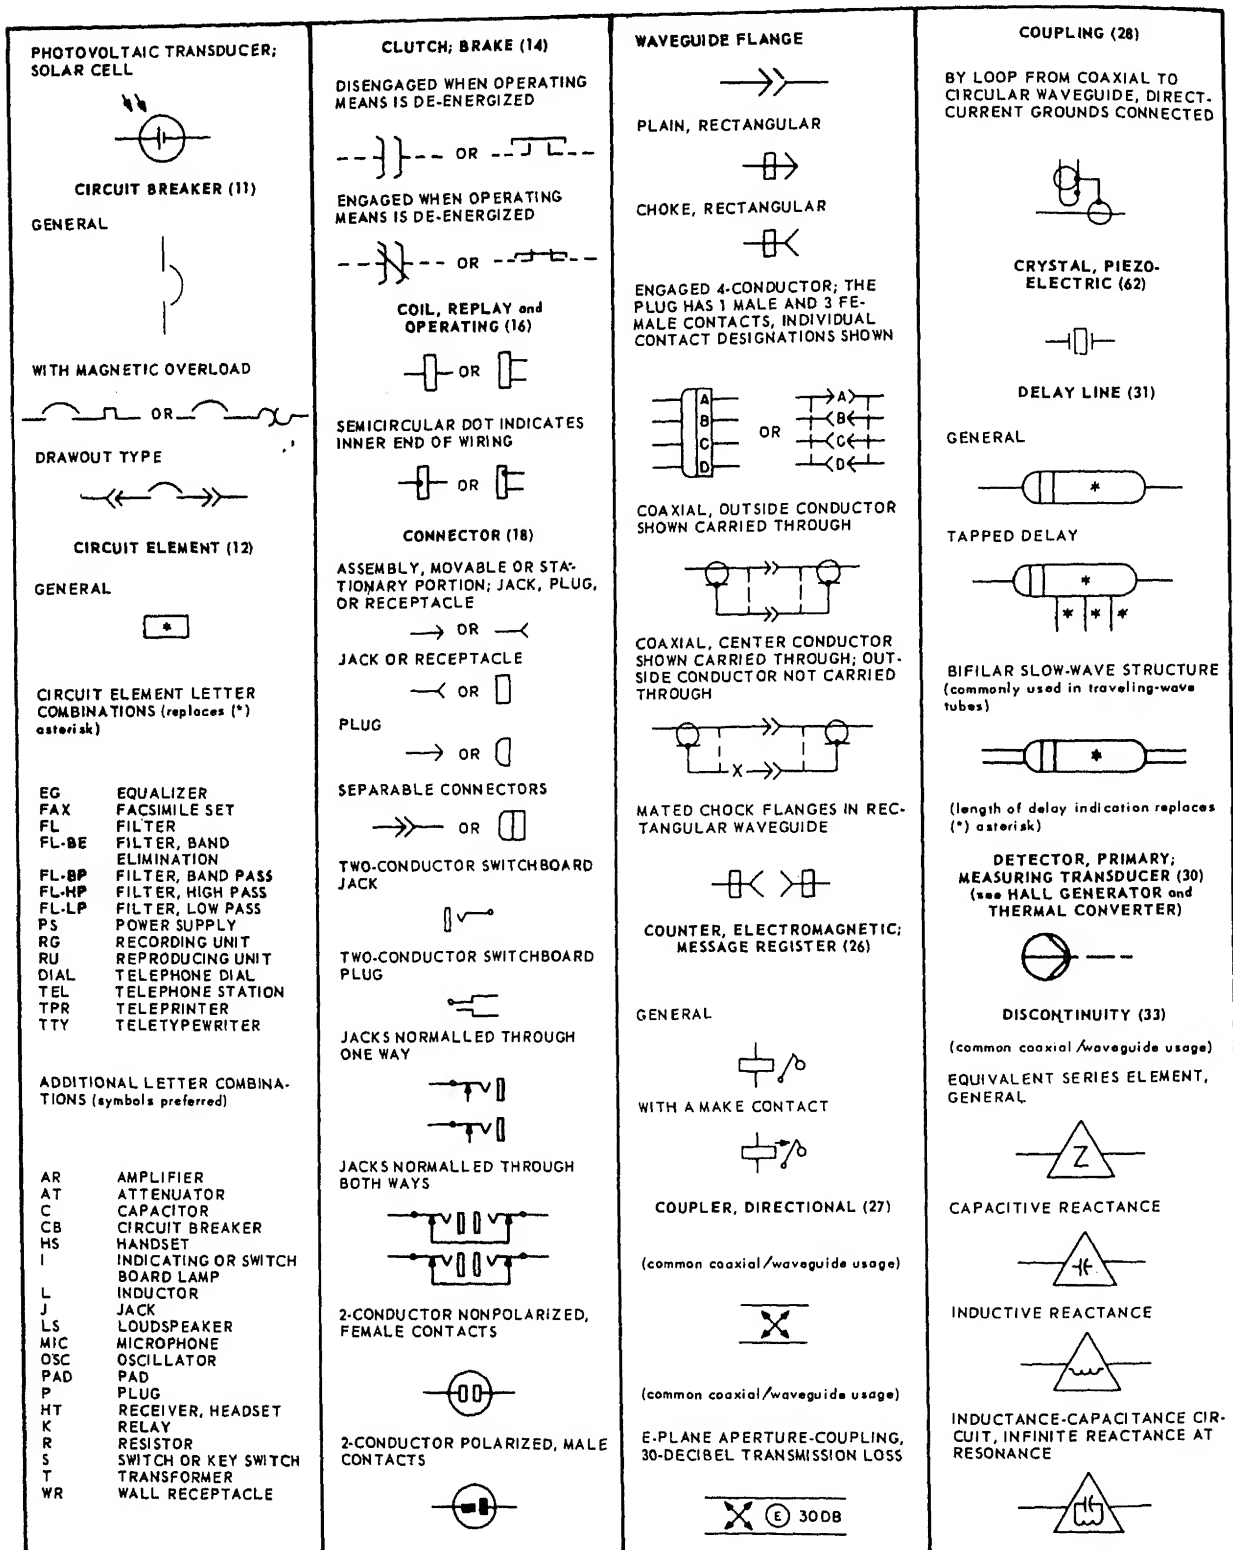 PHOTOVOLTAIC TRANSDUCER;
SOLAR CELL
CIRCUIT BREAKER (11)
GENERAL
WITH MAGNETIC OVERLOAD
OR
DRAWOUT TYPE
CIRCUIT ELEMENT (12)
GENERAL
*
CIRCUIT ELEMENT LETTER
COMBINATIONS (replaces (*)
asterisk)
EG EQUALIZER
FAX FACSIMILE SET
FL FILTER
FL-BE FILTER, BAND
ELIMINATION
FL-BP FILTER, BAND PASS
FL-HP FILTER, HIGH PASS
FL-LP FILTER, LOW PASS
PS POWER SUPPLY
RG RECORDING UNIT
RU REPRODUCING UNIT
DIAL TELEPHONE DIAL
TEL TELEPHONE STATION
TPR TELEPRINTER
TTY TELETYPEWRITER
ADDITIONAL LETTER COMBINA-
TIONS (symbols preferred)
AR AMPLIFIER
AT ATTENUATOR
C CAPACITOR
CB CIRCUIT BREAKER
HS HANDSET
I INDICATING OR SWITCH
BOARD LAMP
L INDUCTOR
J JACK
LS LOUDSPEAKER
MIC MICROPHONE
OSC OSCILLATOR
PAD PAD
P PLUG
HT RECEIVER, HEADSET
K RELAY
R RESISTOR
S SWITCH OR KEY SWITCH
T TRANSFORMER
WR WALL RECEPTACLE
CLUTCH; BRAKE (14)
DISENGAGED WHEN OPERATING
MEANS IS DE-ENERGIZED
OR
ENGAGED WHEN OPERATING
MEANS IS DE-ENERGIZED
OR
COIL, REPLAY and
OPERATING (16)
OR
SEMICIRCULAR DOT INDICATES
INNER END OF WIRING
OR
CONNECTOR (18)
ASSEMBLY, MOVABLE OR STA-
TIONARY PORTION; JACK, PLUG,
OR RECEPTACLE
OR
JACK OR RECEPTACLE
OR
PLUG
OR
SEPARABLE CONNECTORS
OR
TWO-CONDUCTOR SWITCHBOARD
JACK
TWO-CONDUCTOR SWITCHBOARD
PLUG
JACKS NORMALLED THROUGH
ONE WAY
JACKS NORMALLED THROUGH
BOTH WAYS
2-CONDUCTOR NONPOLARIZED,
FEMALE CONTACTS
2-CONDUCTOR POLARIZED, MALE
CONTACTS
WAVEGUIDE FLANGE
PLAIN, RECTANGULAR
CHOKE, RECTANGULAR
ENGAGED 4-CONDUCTOR; THE
PLUG HAS 1 MALE AND 3 FE-
MALE CONTACTS, INDIVIDUAL
CONTACT DESIGNATIONS SHOWN
A A
B OR B
C C
D D
COAXIAL, OUTSIDE CONDUCTOR
SHOWN CARRIED THROUGH
COAXIAL, CENTER CONDUCTOR
SHOWN CARRIED THROUGH; OUT-
SIDE CONDUCTOR NOT CARRIED
THROUGH
X
MATED CHOCK FLANGES IN REC-
TANGULAR WAVEGUIDE
COUNTER, ELECTROMAGNETIC;
MESSAGE REGISTER (26)
GENERAL
WITH A MAKE CONTACT
COUPLER, DIRECTIONAL (27)
(common coaxial/waveguide usage)
(common coaxial/waveguide usage)
E-PLANE APERTURE-COUPLING,
30-DECIBEL TRANSMISSION LOSS
E 30 DB
COUPLING (28)
BY LOOP FROM COAXIAL TO
CIRCULAR WAVEGUIDE, DIRECT-
CURRENT GROUNDS CONNECTED
CRYSTAL, PIEZO-
ELECTRIC (62)
DELAY LINE (31)
GENERAL
*
TAPPED DELAY
*
* * *
BIFILAR SLOW-WAVE STRUCTURE
(commonly used in traveling-wave
tubes)
*
(length of delay indication replaces
(*) asterisk)
DETECTOR, PRIMARY;
MEASURING TRANSDUCER (30)
(see HALL GENERATOR and
THERMAL CONVERTER)
DISCONTINUITY (33)
(common coaxial/waveguide usage)
EQUIVALENT SERIES ELEMENT,
GENERAL
Z
CAPACITIVE REACTANCE
INDUCTIVE REACTANCE
INDUCTANCE-CAPACITANCE CIR-
CUIT, INFINITE REACTANCE AT
RESONANCE